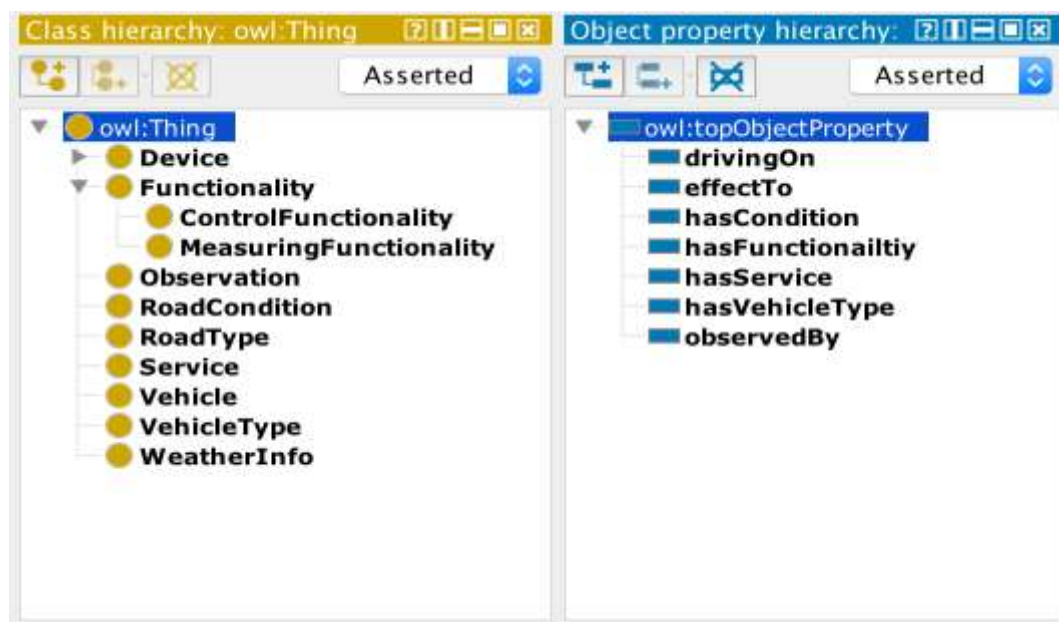 Class hierarchy: owl:Thing
Asserted
owl:Thing
Device
Functionality
ControlFunctionality
MeasuringFunctionality
Observation
RoadCondition
RoadType
Service
Vehicle
VehicleType
WeatherInfo
Object property hierarchy:
Asserted
owl:topObjectProperty
drivingOn
effectTo
hasCondition
hasFunctionailtiy
hasService
hasVehicleType
observedBy